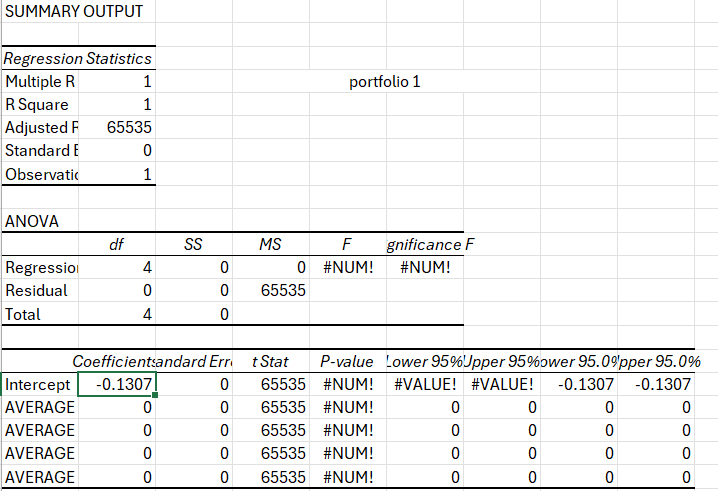 SUMMARY OUTPUT
Regression Statistics
Multiple R 1 portfolio 1
R Square 1
Adjusted R 65535
Standard E 0
Observatio 1
ANOVA
df SS MS F gnificance F
Regression 4 0 0 #NUM! #NUM!
Residual 0 0 65535
Total 4 0
Coefficients andard Erro t Stat P-value Lower 95% Upper 95% ower 95.0% pper 95.0%
Intercept -0.1307 0 65535 #NUM! #VALUE! #VALUE! -0.1307 -0.1307
AVERAGE 0 0 65535 #NUM! 0 0 0 0
AVERAGE 0 0 65535 #NUM! 0 0 0 0
AVERAGE 0 0 65535 #NUM! 0 0 0 0
AVERAGE 0 0 65535 #NUM! 0 0 0 0